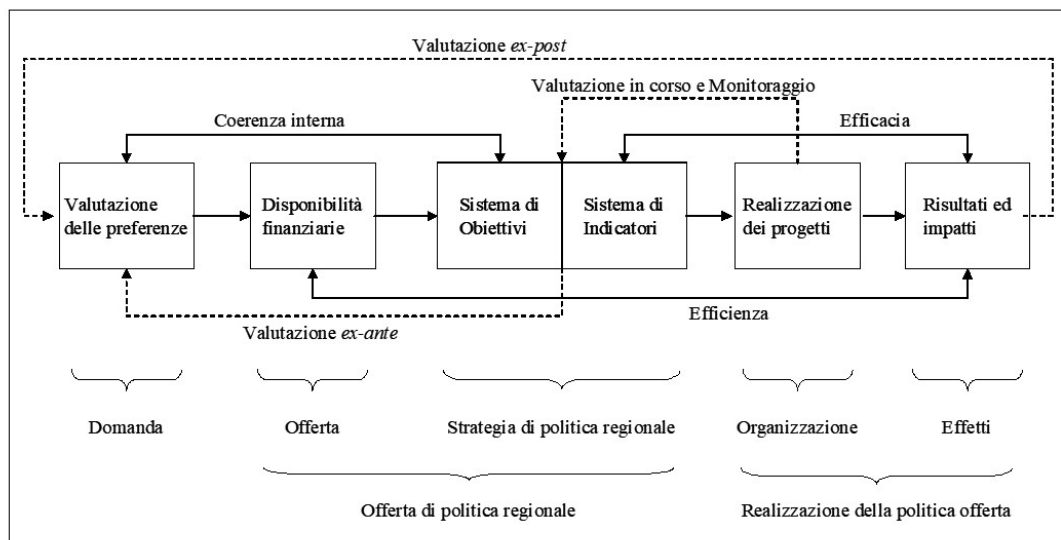 Valutazione ex-post
Valutazione in corso e Monitoraggio
Coerenza interna
Efficacia
Valutazione
delle preferenze
Disponibilità
finanziarie
Sistema di
Obiettivi
Sistema di
Indicatori
Realizzazione
dei progetti
Risultati ed
impatti
Efficienza
Valutazione ex-ante
Domanda
Offerta
Strategia di politica regionale
Organizzazione
Effetti
Offerta di politica regionale
Realizzazione della politica offerta